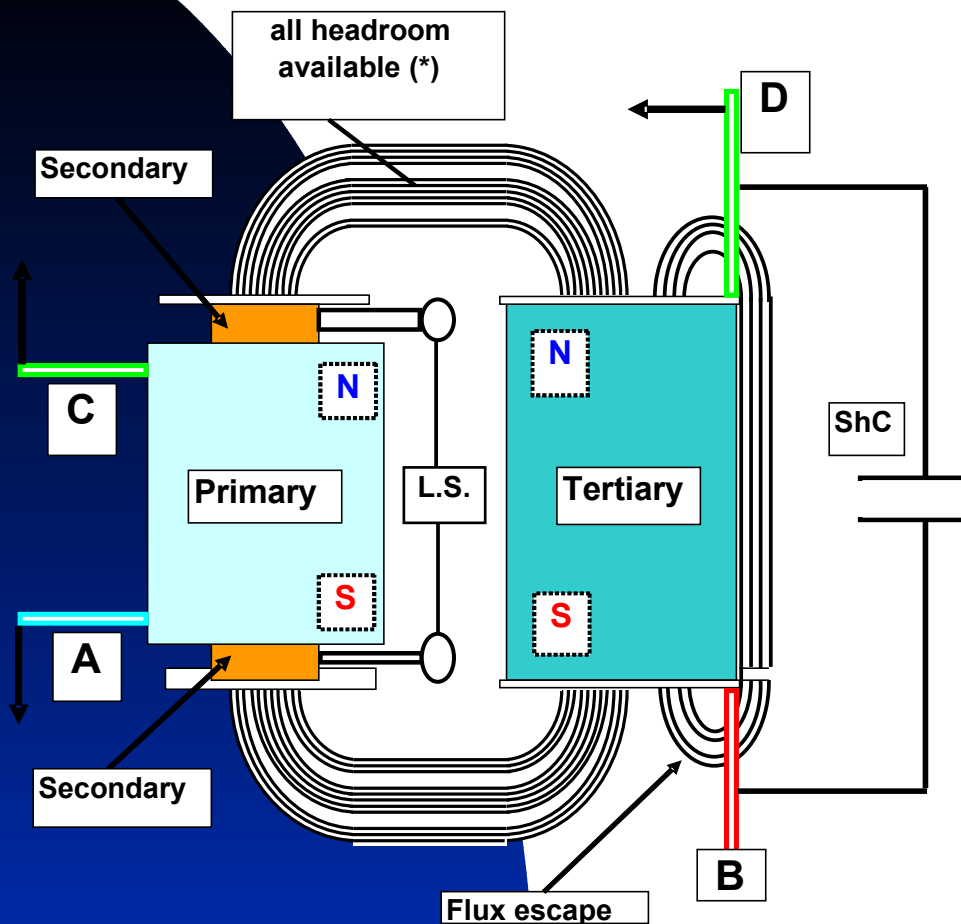 all headroom
available (*)
D
Secondary
N
N
C
ShC
Primary
L.S.
Tertiary
S
S
A
Secondary
B
Flux escape